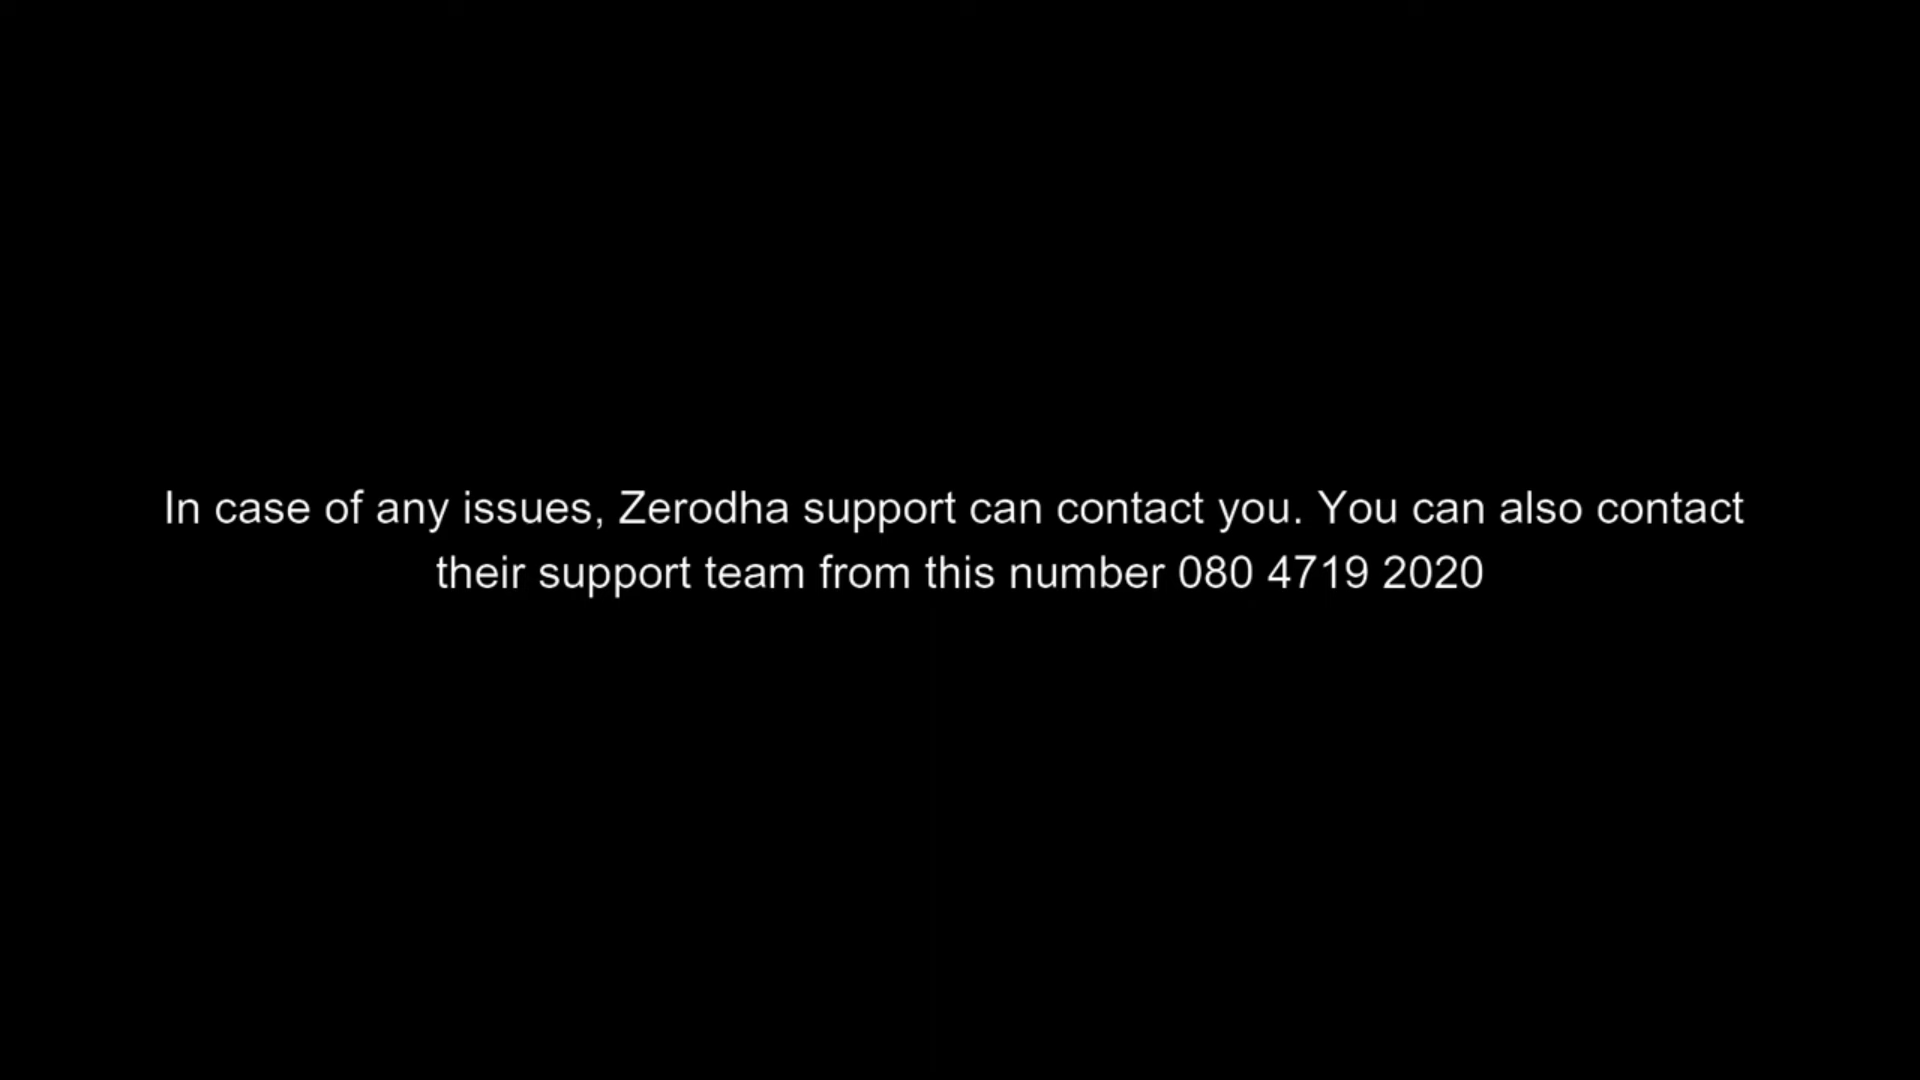 In case of any issues, Zerodha support can contact you. You can also contact
their support team from this number 080 4719 2020